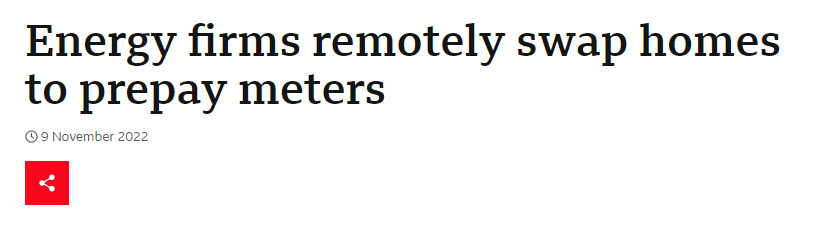 Energy firms remotely swap homes
to prepay meters
9 November 2022